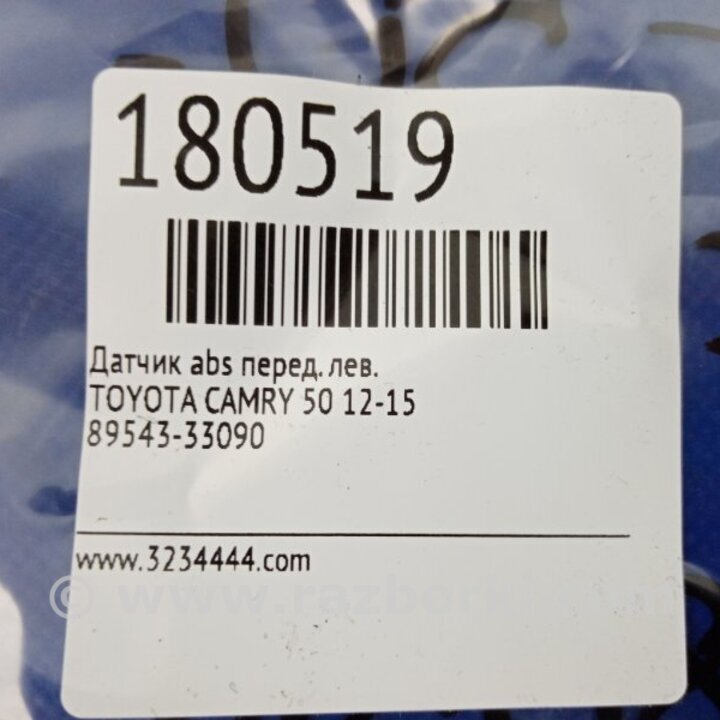 180519
Датчик abs перед. лев.
TOYOTA CAMRY 50 12-15
89543-33090
www.3234444.com